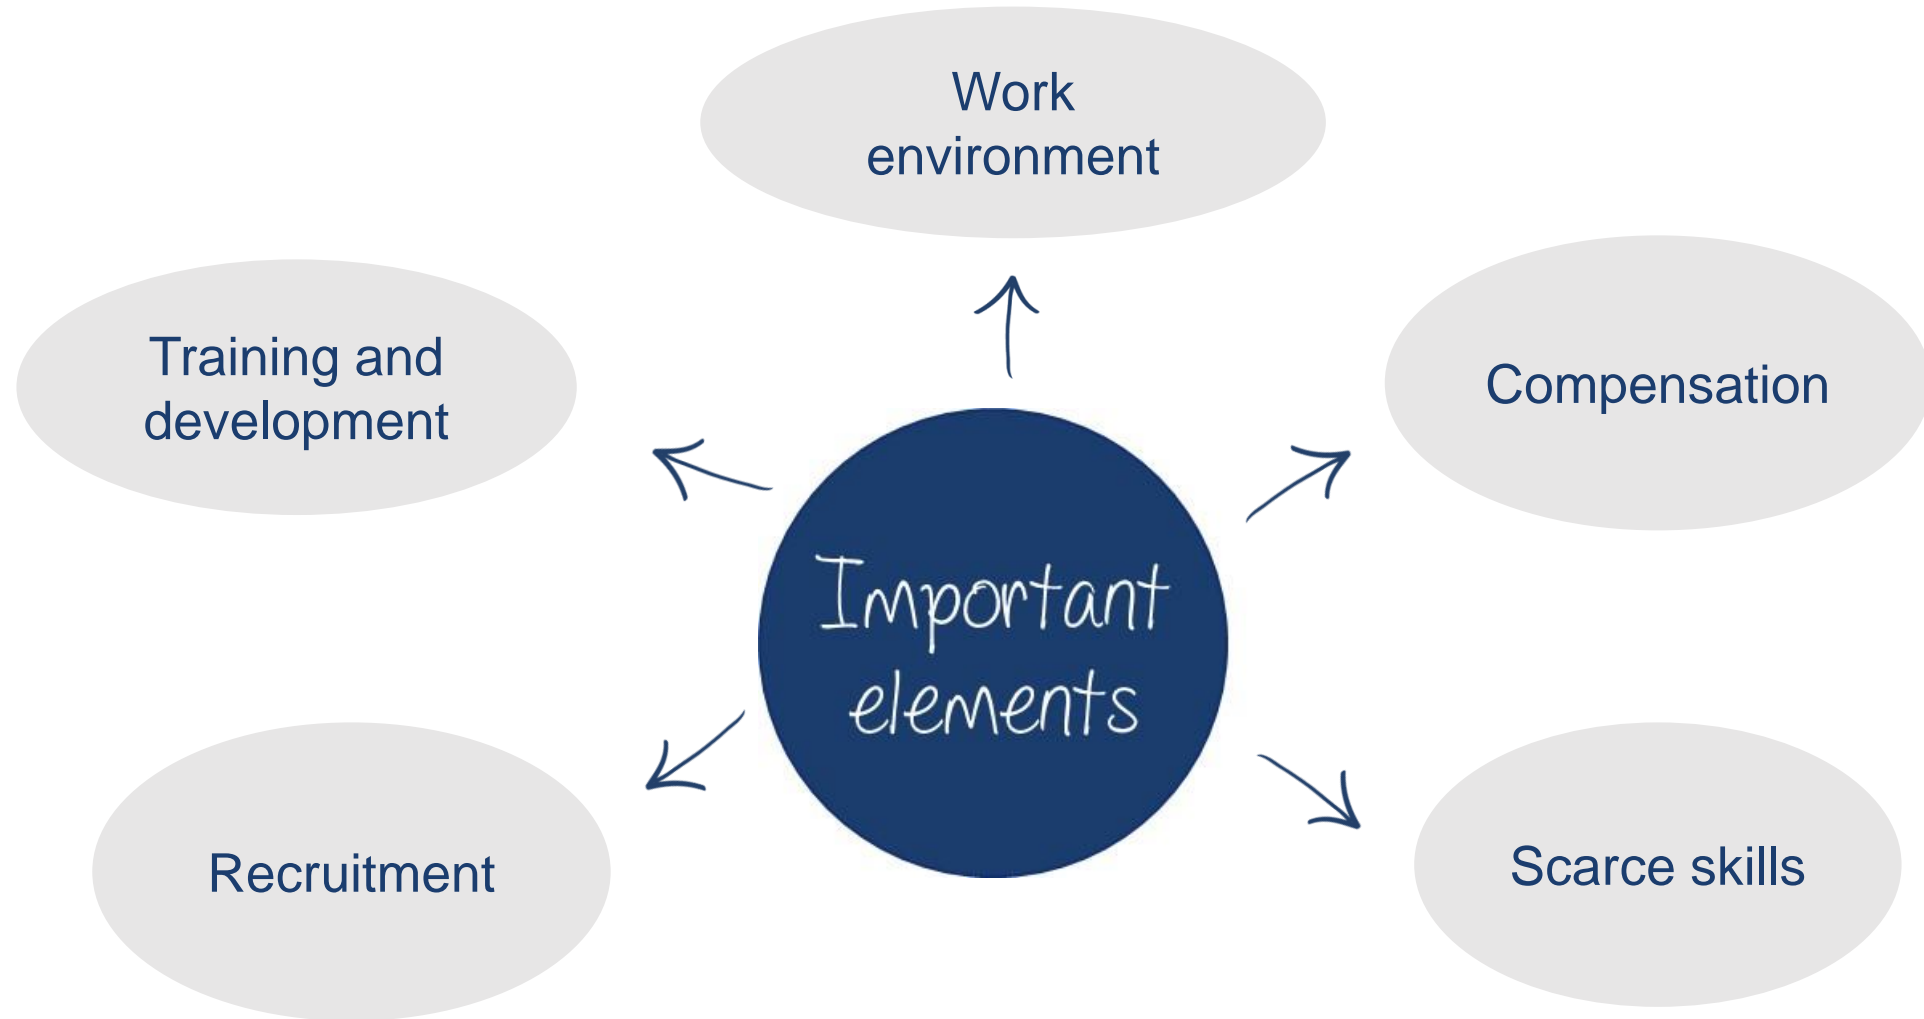 Work
environment
Training and
development
Compensation
Important
elements
Recruitment
Scarce skills